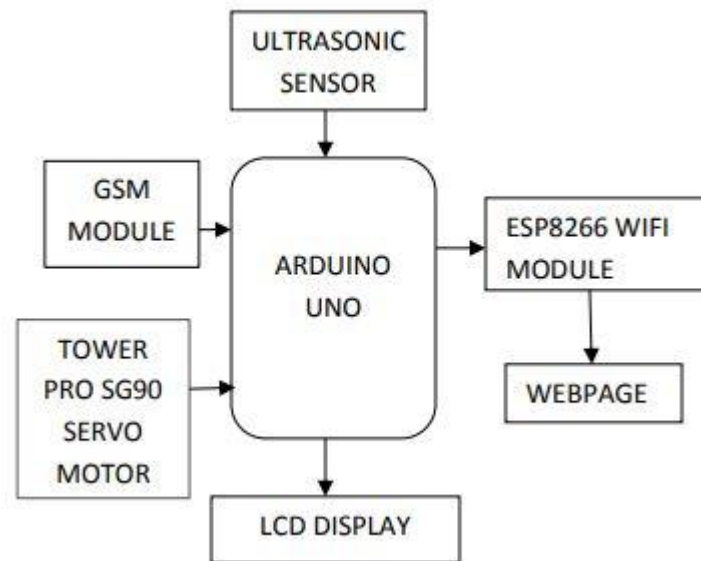 ULTRASONIC
SENSOR
GSM
MODULE
ARDUINO
UNO
ESP8266 WIFI
MODULE
TOWER
PRO SG90
SERVO
MOTOR
WEBPAGE
LCD DISPLAY